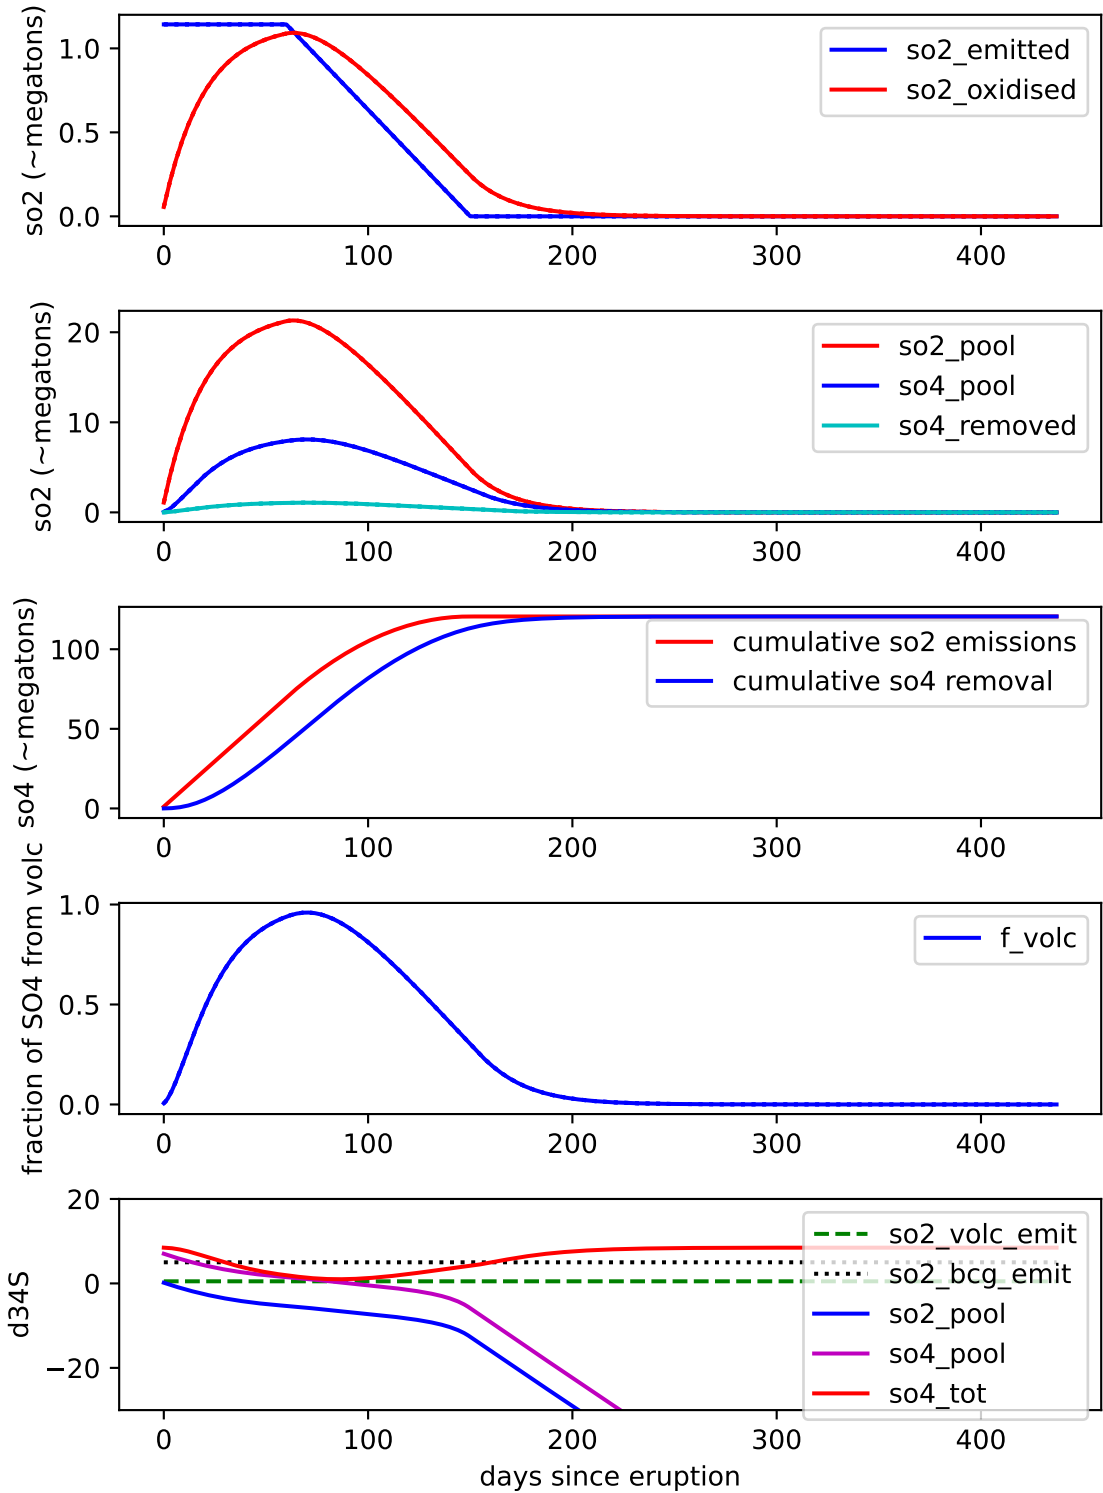 so2 (~megatons)
1.0
0.5
0.0
so2_emitted
so2_oxidised
0 100 200 300 400
so2 (~megatons)
20
10
0
so2_pool
so4_pool
so4_removed
0 100 200 300 400
so4 (~megatons)
100
50
0
cumulative so2 emissions
cumulative so4 removal
0 100 200 300 400
fraction of SO4 from volc
1.0
0.5
0.0
f_volc
0 100 200 300 400
d34S
20
0
−20
so2_volc_emit
so2_bcg_emit
so2_pool
so4_pool
so4_tot
0 100 200 300 400
days since eruption